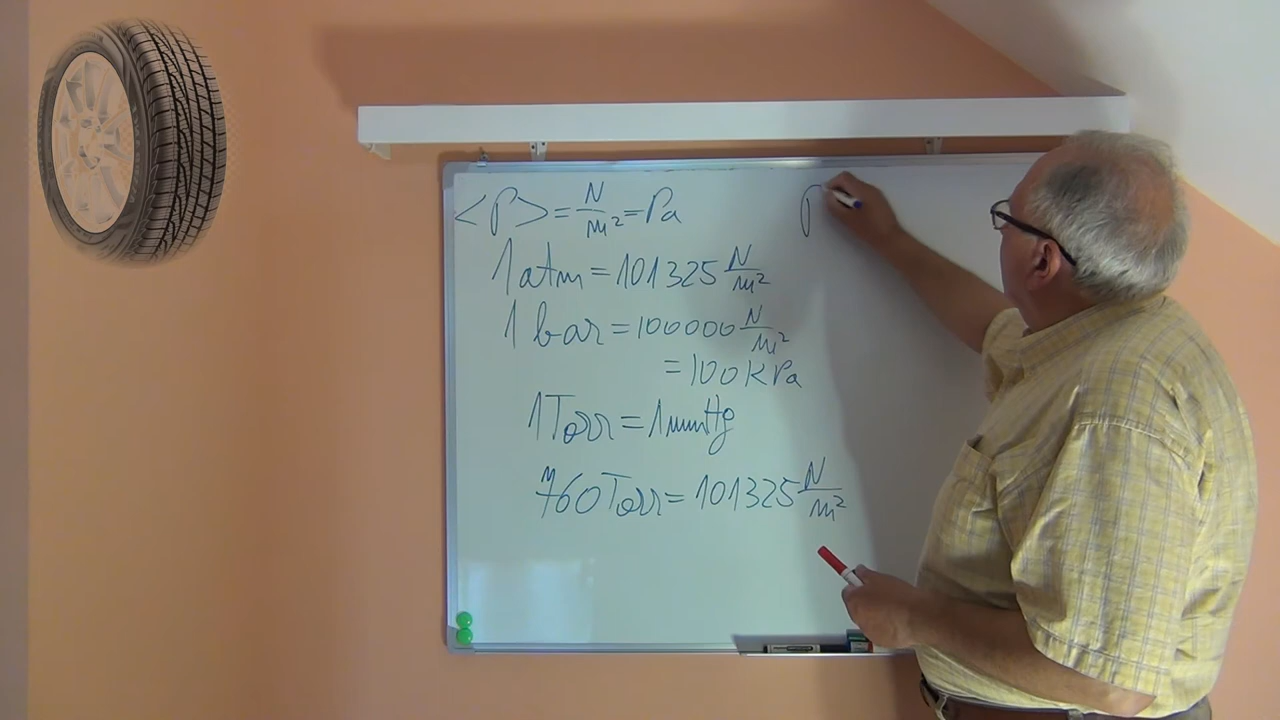 <P> = N/m² = Pa
1 atm = 101325 N/m²
1 bar = 100000 N/m²
= 100 kPa
1 Torr = 1 mmHg
760 Torr = 101325 N/m²
P